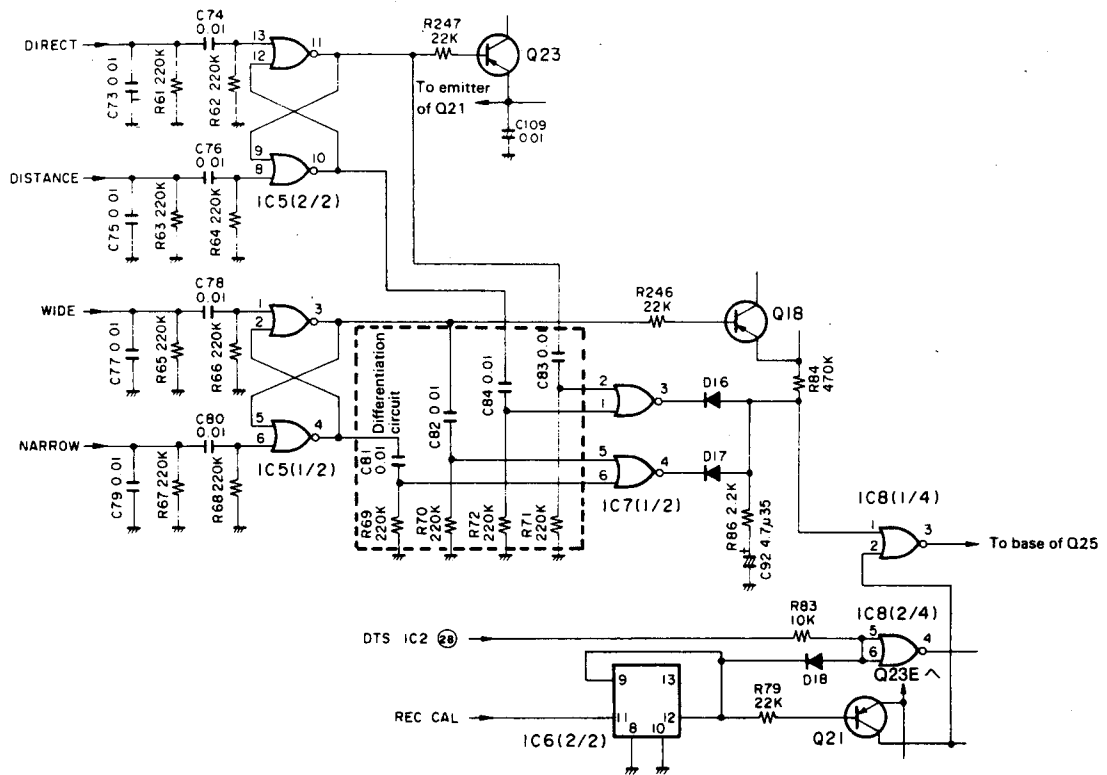 DIRECT
C73 0.01
R61 220K
C74
0.01
R62 220K
13
12
11
R247
22K
Q23
To emitter
of Q21
C109
0.01
9
8
10
IC5(2/2)
DISTANCE
C75 0.01
R63 220K
C76
0.01
R64 220K
WIDE
C77 0.01
R65 220K
C78
0.01
R66 220K
1
2
3
R246
22K
Q18
R84
470K
NARROW
C79 0.01
R67 220K
C80
0.01
R68 220K
5
6
4
IC5(1/2)
Differentiation
circuit
C81
0.01
C82 0.01
C84 0.01
C83 0.01
R69
220K
R70
220K
R72
220K
R71
220K
2
1
3
D16
5
6
4
D17
IC7(1/2)
R86 2.2K
+
C92 4.7μ35
IC8(1/4)
1
2
3
To base of Q25
DTS IC2 28
R83
10K
IC8(2/4)
5
6
4
D18
Q23E へ
REC CAL
9
13
11
12
8
10
IC6(2/2)
R79
22K
Q21